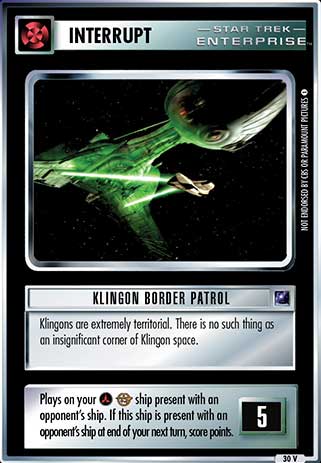 INTERRUPT
STAR TREK
ENTERPRISE™
NOT ENDORSED BY CBS OR PARAMOUNT PICTURES
KLINGON BORDER PATROL
Klingons are extremely territorial. There is no such thing as
an insignificant corner of Klingon space.
Plays on your ship present with an
opponent's ship. If this ship is present with an
opponent's ship at end of your next turn, score points.
5
30 V